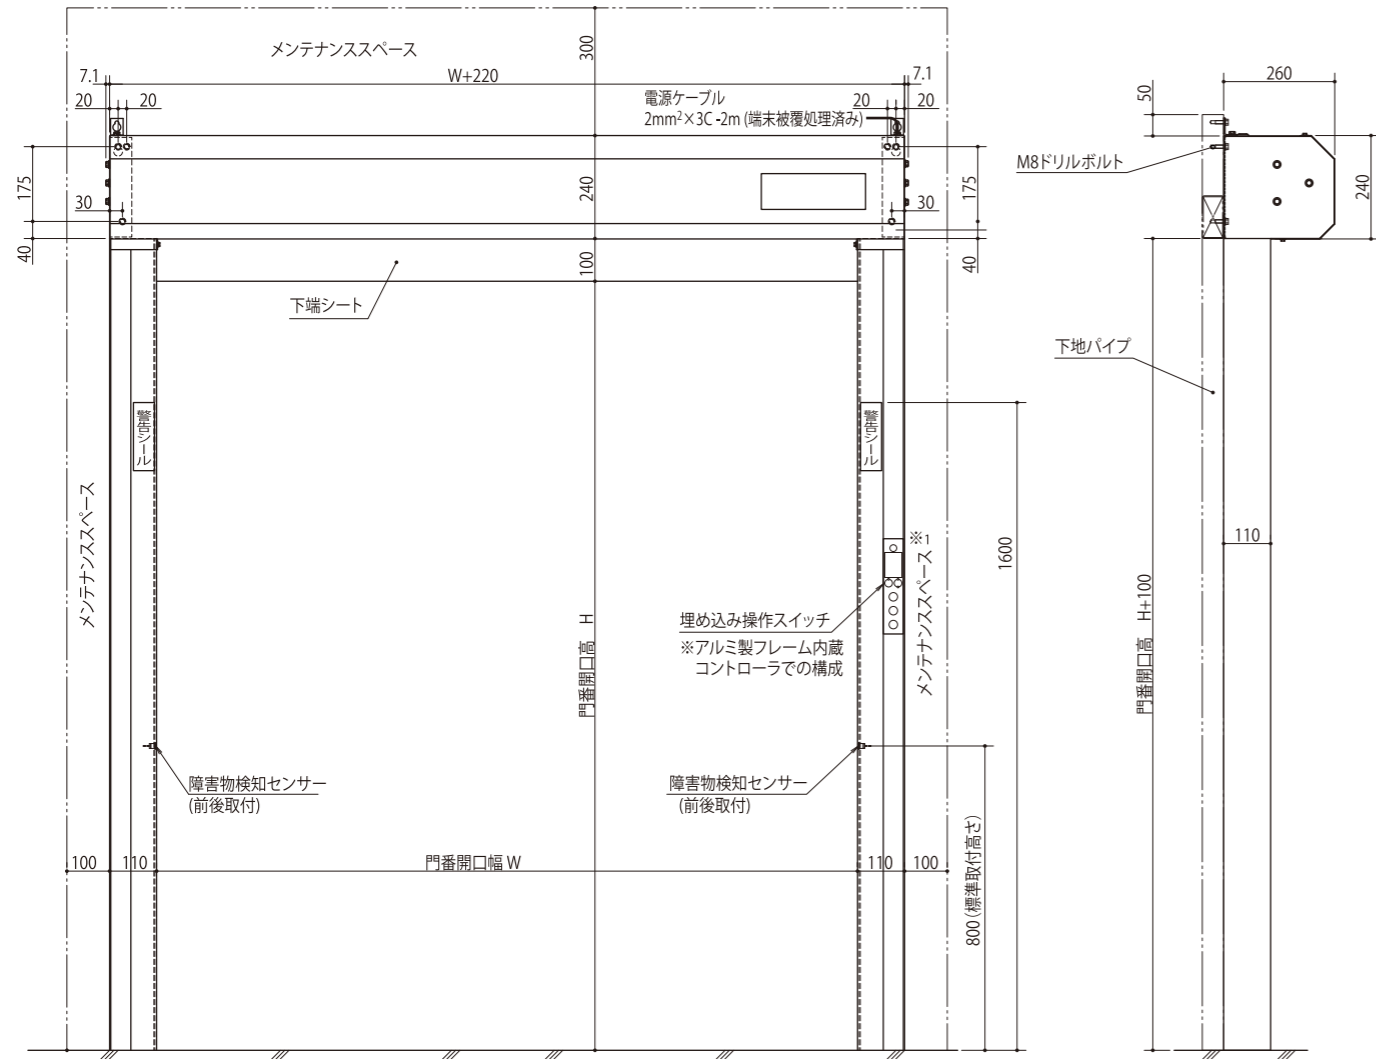 メンテナンススペース
300
7.1
W+220
7.1
20
20
電源ケーブル
2mm²×3C-2m (端末被覆処理済み)
20
20
175
30
240
30
175
40
40
100
下端シート
警告シール
警告シール
メンテナンススペース
※1
メンテナンススペース
1600
埋め込み操作スイッチ
※アルミ製フレーム内蔵
コントローラでの構成
門番開口高 H
障害物検知センサー
(前後取付)
障害物検知センサー
(前後取付)
800 (標準取付高さ)
100
110
門番開口幅 W
110
100
260
50
M8ドリルボルト
240
下地パイプ
110
門番開口高 H+100